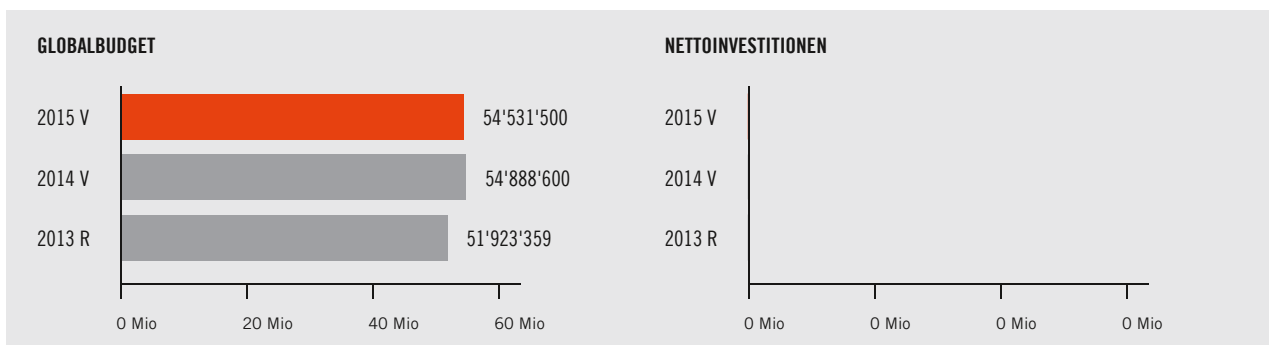 GLOBALBUDGET
2015 V 54'531'500
2014 V 54'888'600
2013 R 51'923'359
0 Mio 20 Mio 40 Mio 60 Mio
NETTOINVESTITIONEN
2015 V
2014 V
2013 R
0 Mio 0 Mio 0 Mio 0 Mio